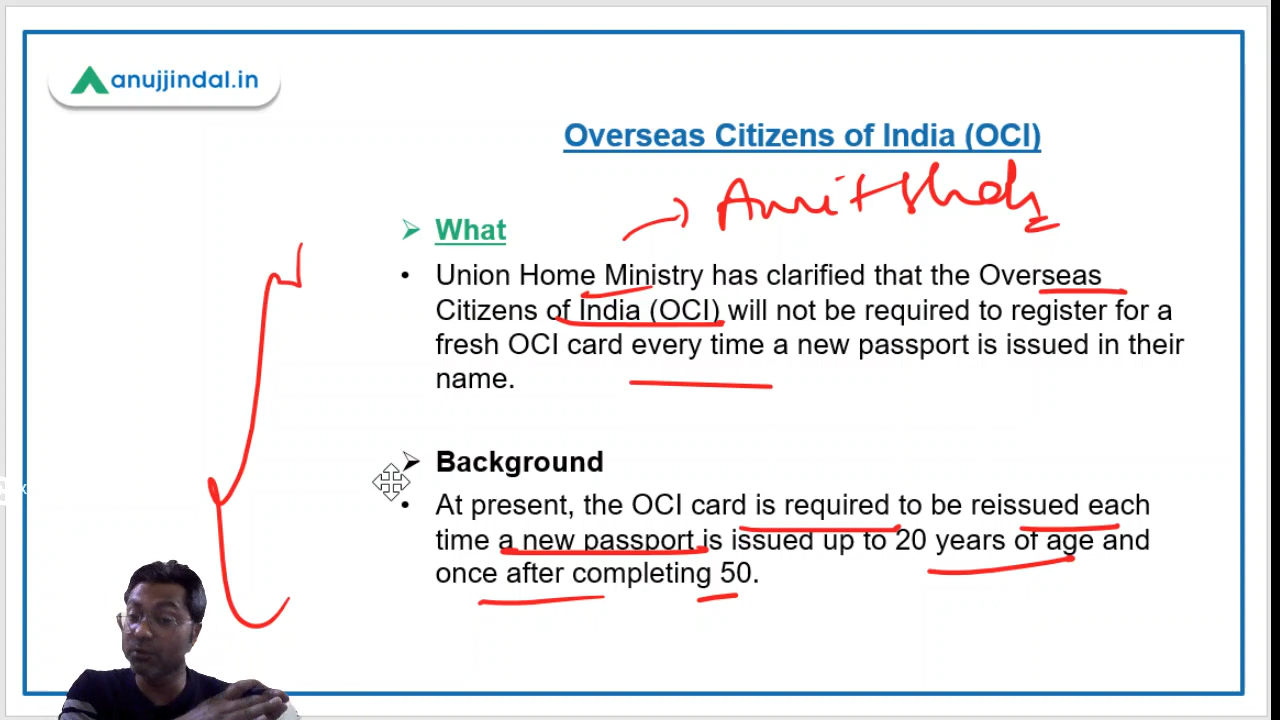 anujjindal.in
Overseas Citizens of India (OCI)
Amit Shah
What
Union Home Ministry has clarified that the Overseas
Citizens of India (OCI) will not be required to register for a
fresh OCI card every time a new passport is issued in their
name.
Background
At present, the OCI card is required to be reissued each
time a new passport is issued up to 20 years of age and
once after completing 50.